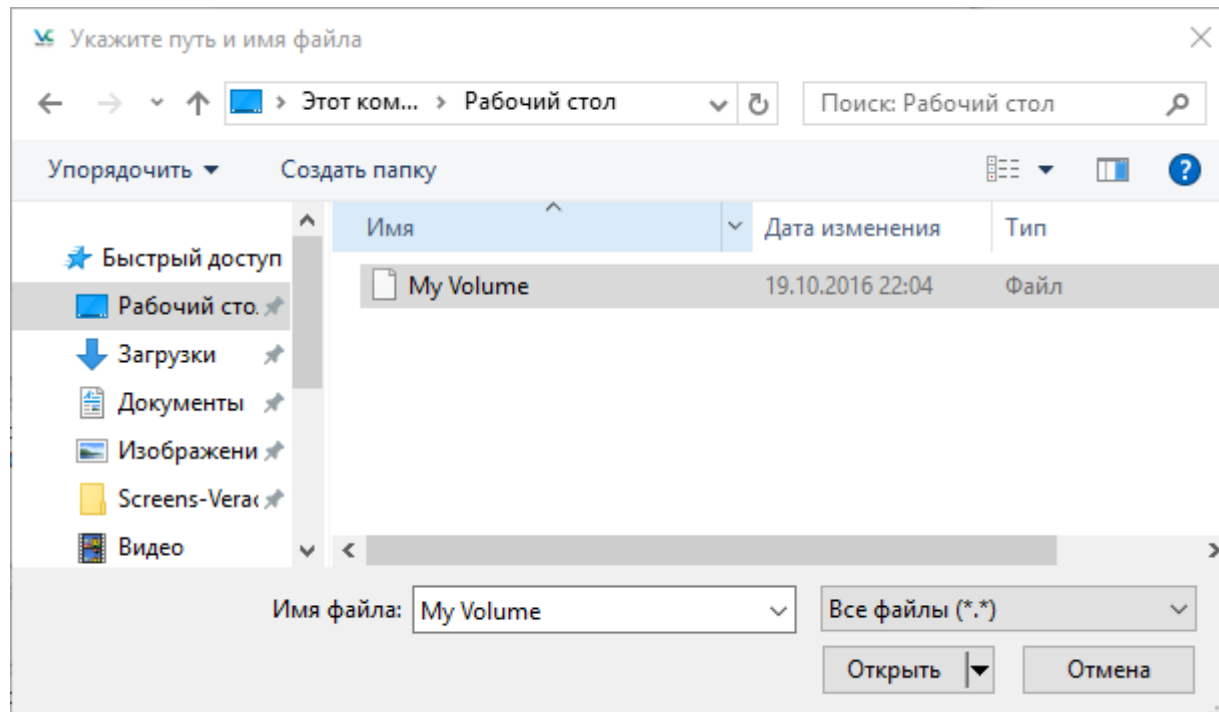 Укажите путь и имя файла
Этот ком... Рабочий стол
Поиск: Рабочий стол
Упорядочить Создать папку
Имя Дата изменения Тип
Быстрый доступ
Рабочий сто.
Загрузки
Документы
Изображени
Screens-Verac
Видео
My Volume 19.10.2016 22:04 Файл
Имя файла: My Volume Все файлы (*.*)
Открыть Отмена